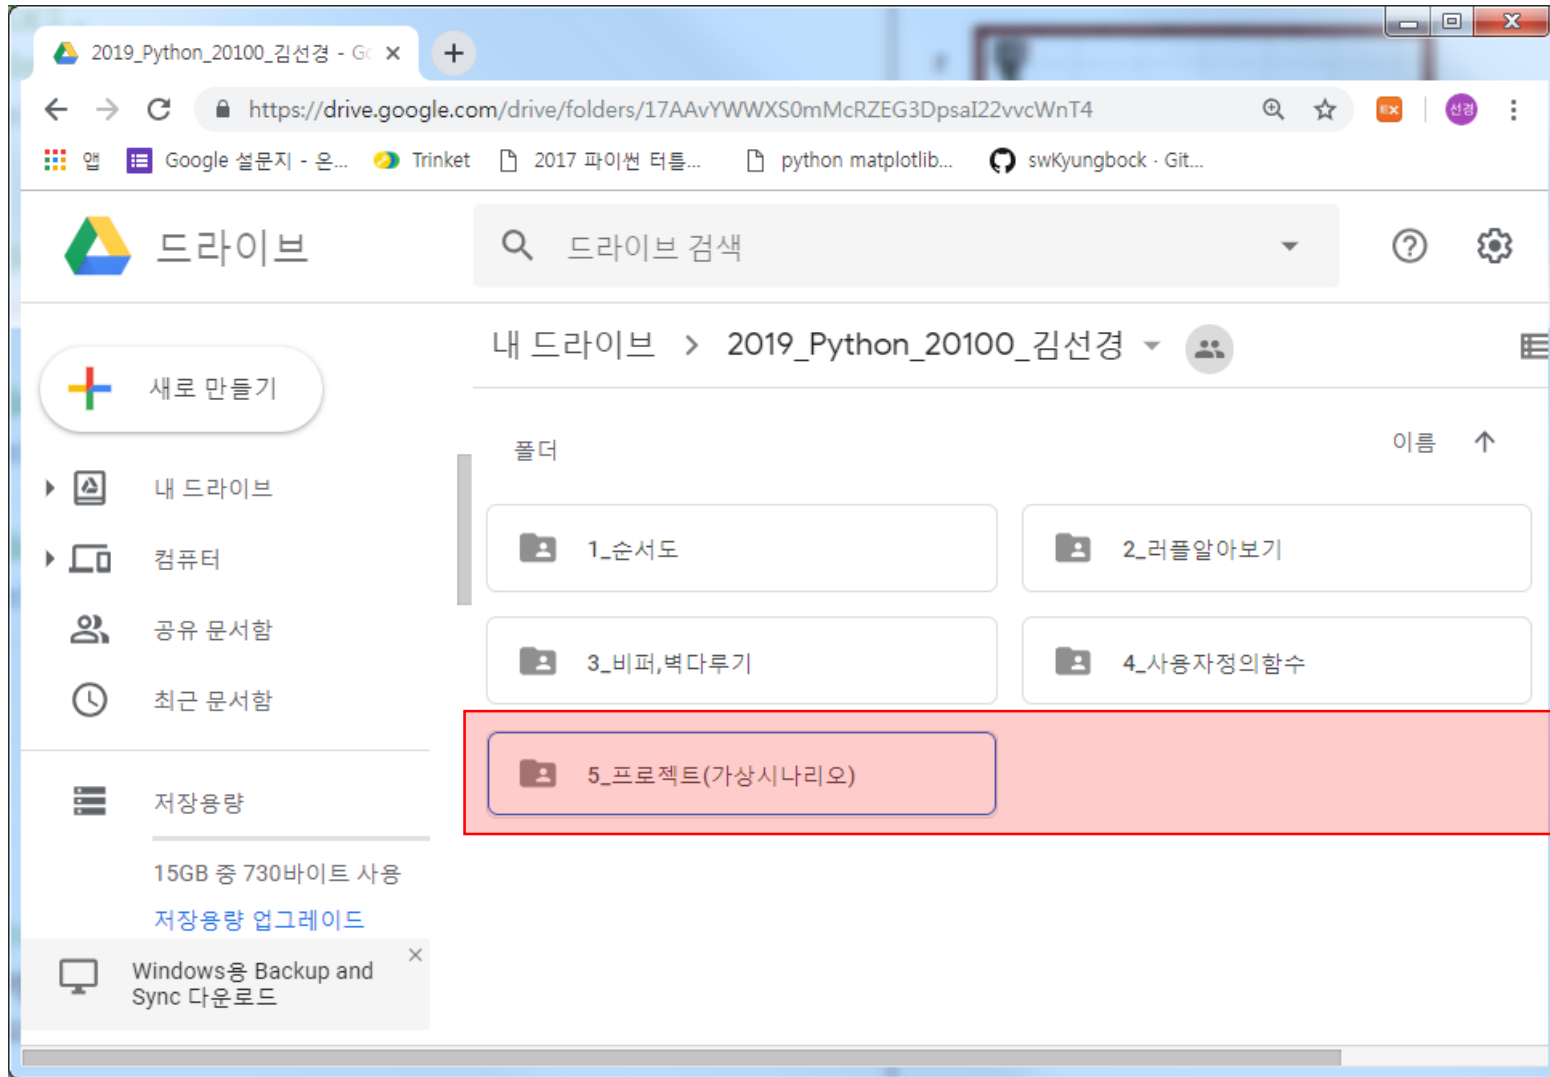 2019_Python_20100_김선경 - Go
https://drive.google.com/drive/folders/17AAvYWWXS0mMcRZEG3DpsaI22vvcWnT4
EX
선경
앱
Google 설문지 - 온...
Trinket
2017 파이썬 터틀...
python matplotlib...
swKyungbock · Git...
드라이브
드라이브 검색
새로 만들기
내 드라이브
컴퓨터
공유 문서함
최근 문서함
저장용량
15GB 중 730바이트 사용
저장용량 업그레이드
Windows용 Backup and
Sync 다운로드
내 드라이브 > 2019_Python_20100_김선경
폴더
이름
1_순서도
2_러플알아보기
3_비퍼,벽다루기
4_사용자정의함수
5_프로젝트(가상시나리오)